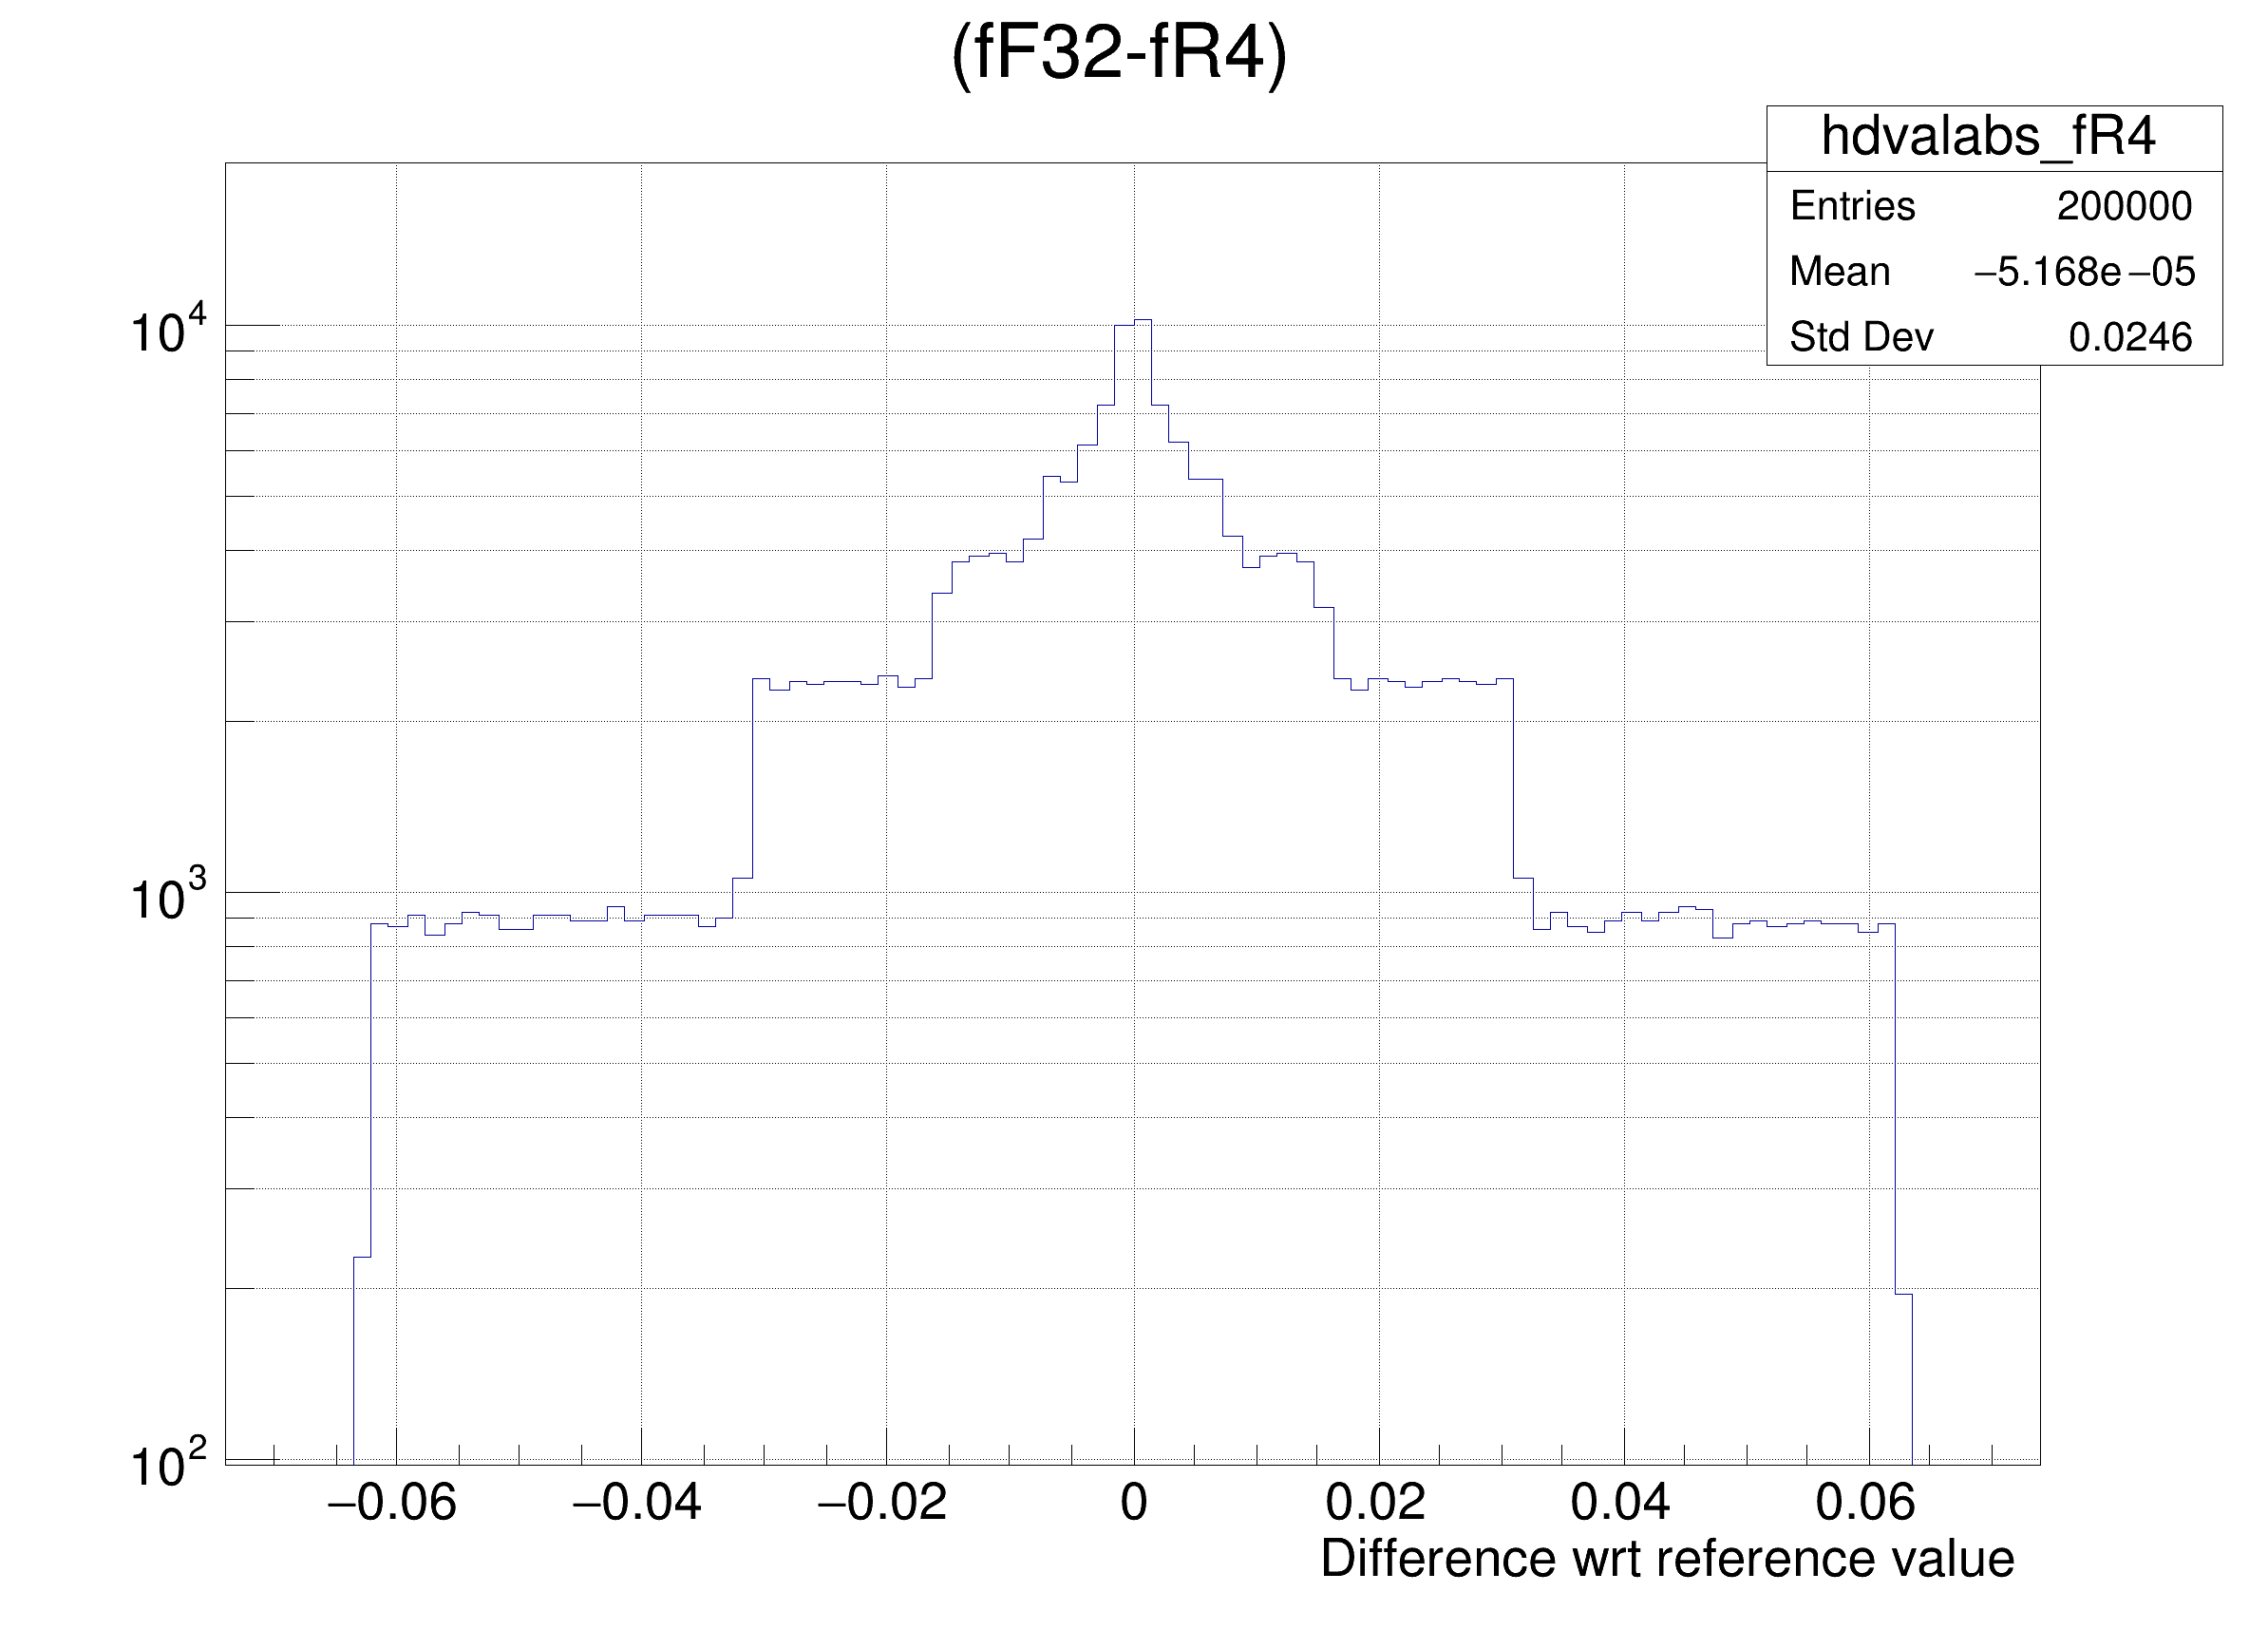 (fF32-fR4)
hdvalabs_fR4
Entries 200000
Mean −5.168e−05
Std Dev 0.0246
10^4
10^3
10^2
−0.06 −0.04 −0.02 0 0.02 0.04 0.06
Difference wrt reference value